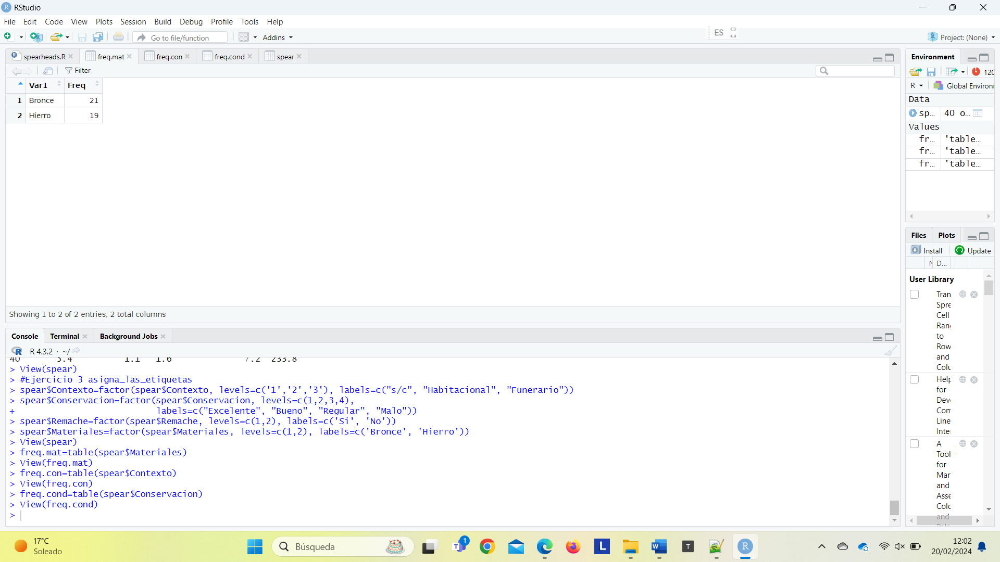 RStudio
File Edit Code View Plots Session Build Debug Profile Tools Help
Go to file/function Addins
ES
Project: (None)
spearheads.R freq.mat freq.con freq.cond spear
Filter
Var1 Freq
1 Bronce 21
2 Hierro 19
Showing 1 to 2 of 2 entries, 2 total columns
Console Terminal Background Jobs
R 4.3.2 · ~/
40 5.4 1.1 1.6 7.2 233.8
> View(spear)
> #Ejercicio 3 asigna_las_etiquetas
> spear$Contexto=factor(spear$Contexto, levels=c('1','2','3'), labels=c("s/c", "Habitacional", "Funerario"))
> spear$Conservacion=factor(spear$Conservacion, levels=c(1,2,3,4),
+ labels=c("Excelente", "Bueno", "Regular", "Malo"))
> spear$Remache=factor(spear$Remache, levels=c(1,2), labels=c('Si', 'No'))
> spear$Materiales=factor(spear$Materiales, levels=c(1,2), labels=c('Bronce', 'Hierro'))
> View(spear)
> freq.mat=table(spear$Materiales)
> View(freq.mat)
> freq.con=table(spear$Contexto)
> View(freq.con)
> freq.cond=table(spear$Conservacion)
> View(freq.cond)
>
Environment
120
R Global Environ
Data
sp... 40 o...
Values
fr... 'table...
fr... 'table...
fr... 'table...
Files Plots
Install Update
N D...
User Library
Tran
Spre
Cell
Ran
to
Row
and
Colu
Help
for
Dev
Com
Line
Inte
A
Tool
for
Mar
and
Asse
Colo
and
17°C
Soleado
Búsqueda
1
L
W
T
R
12:02
20/02/2024